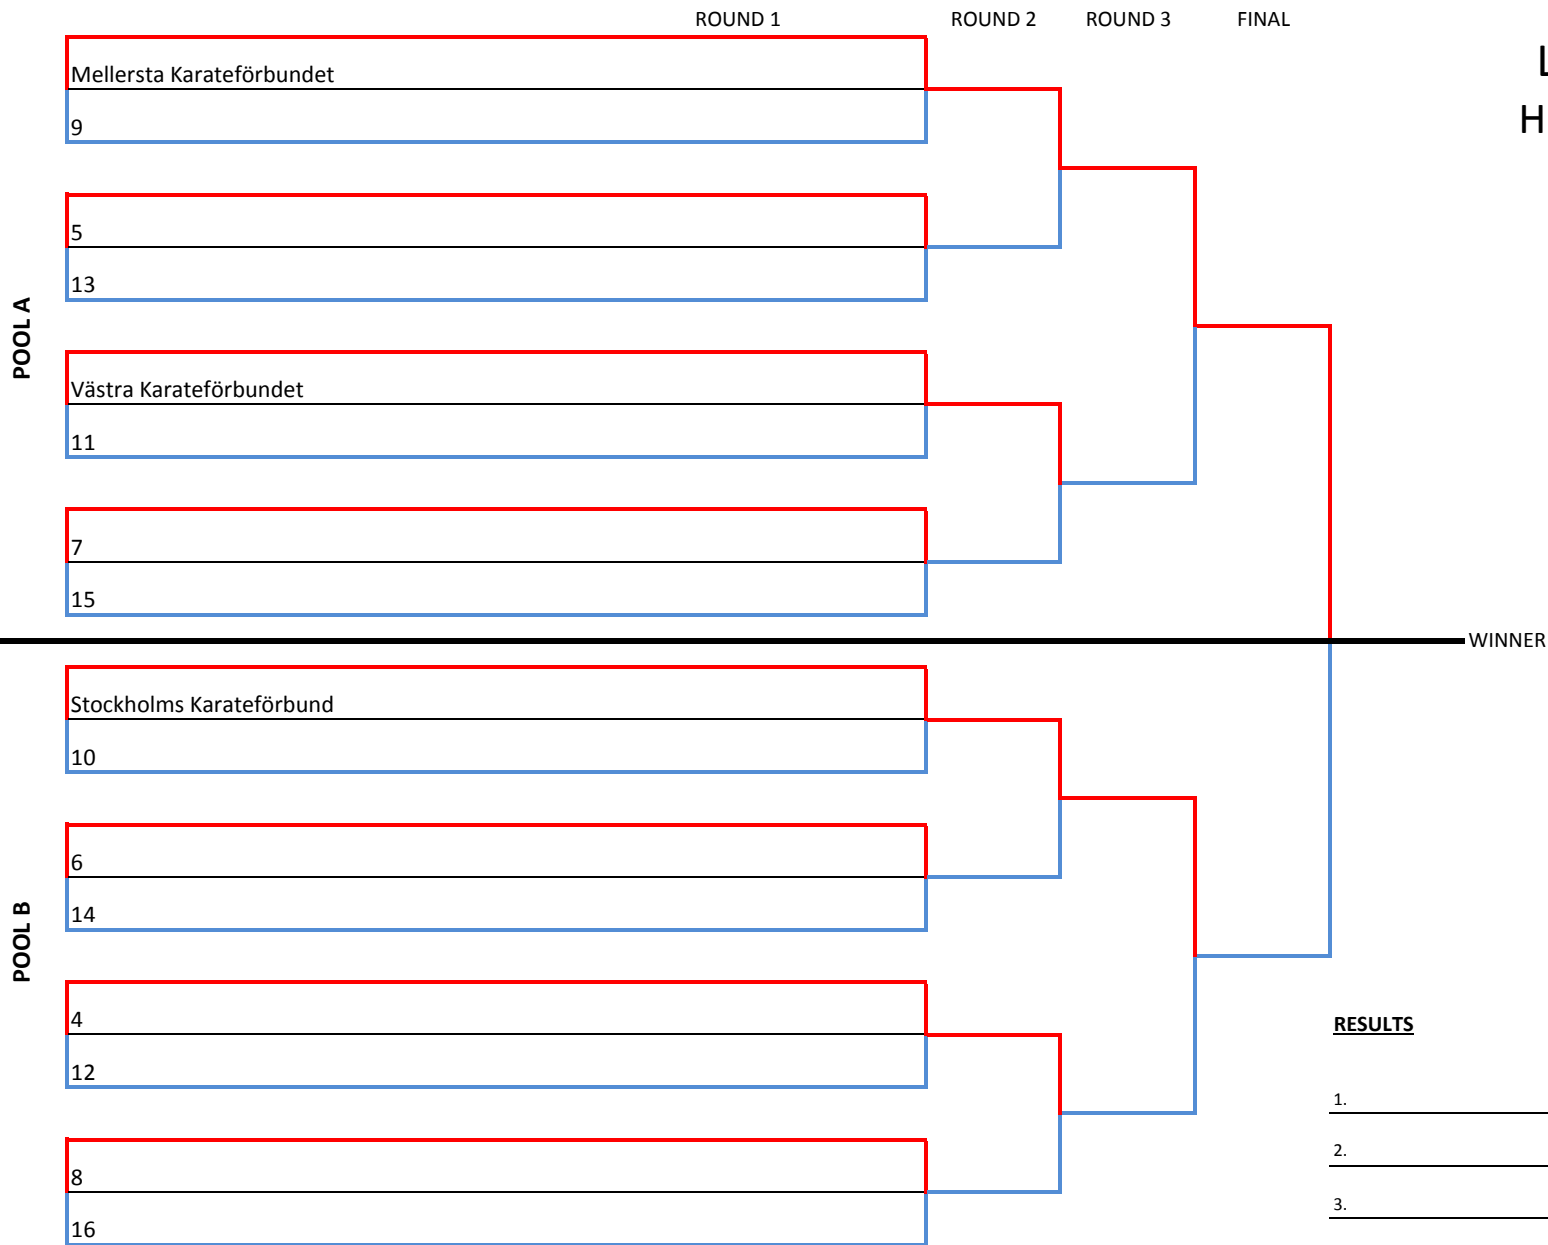 ROUND 1 ROUND 2 ROUND 3 FINAL
L
H
Mellersta Karateförbundet
9
5
13
POOL A
Västra Karateförbundet
11
7
15
WINNER
Stockholms Karateförbund
10
6
14
POOL B
4
12
8
16
RESULTS
1.
2.
3.